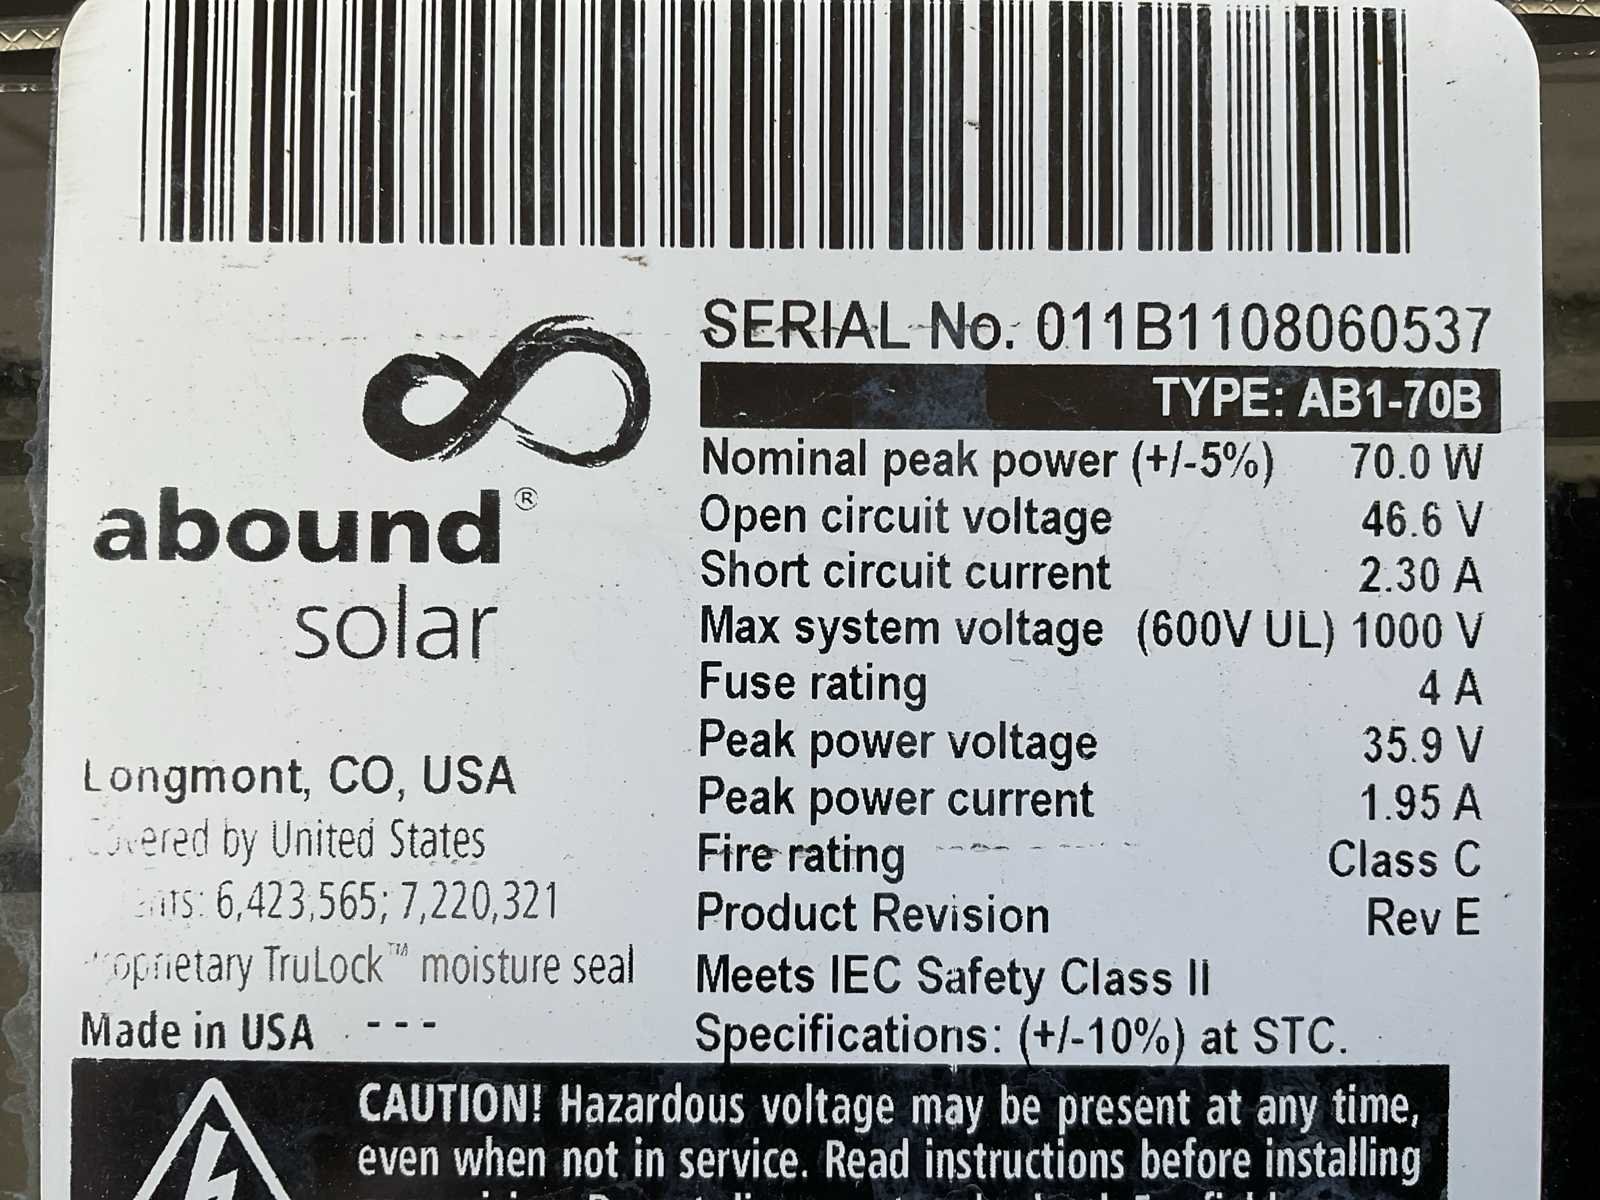 SERIAL No. 011B1108060537
TYPE: AB1-70B
Nominal peak power (+/-5%) 70.0 W
Open circuit voltage 46.6 V
Short circuit current 2.30 A
Max system voltage (600V UL) 1000 V
Fuse rating 4 A
Peak power voltage 35.9 V
Peak power current 1.95 A
Fire rating Class C
Product Revision Rev E
Meets IEC Safety Class II
Specifications: (+/-10%) at STC.
abound®
solar
Longmont, CO, USA
Covered by United States
6,423,565; 7,220,321
Proprietary TruLock™ moisture seal
Made in USA - - -
CAUTION! Hazardous voltage may be present at any time,
even when not in service. Read instructions before installing